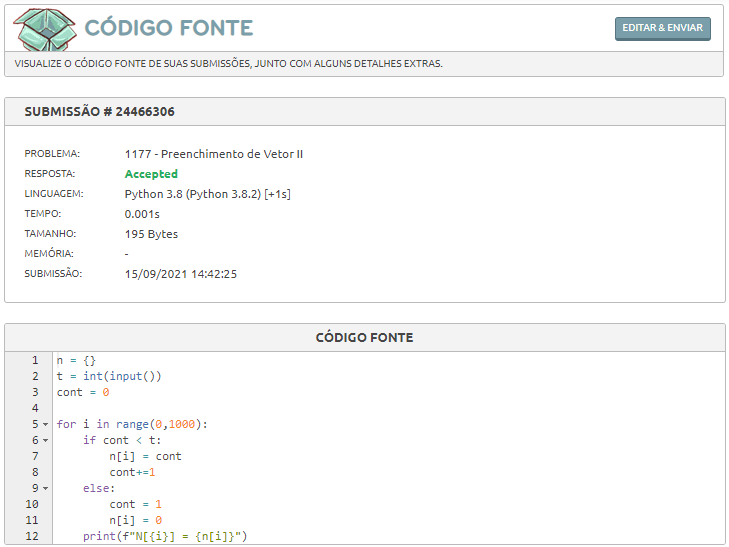 CÓDIGO FONTE
EDITAR & ENVIAR
VISUALIZE O CÓDIGO FONTE DE SUAS SUBMISSÕES, JUNTO COM ALGUNS DETALHES EXTRAS.
SUBMISSÃO # 24466306
PROBLEMA: 1177 - Preenchimento de Vetor II
RESPOSTA: Accepted
LINGUAGEM: Python 3.8 (Python 3.8.2) [+1s]
TEMPO: 0.001s
TAMANHO: 195 Bytes
MEMÓRIA: -
SUBMISSÃO: 15/09/2021 14:42:25
CÓDIGO FONTE
1 n = {}
2 t = int(input())
3 cont = 0
4
5 for i in range(0,1000):
6     if cont < t:
7         n[i] = cont
8         cont+=1
9     else:
10         cont = 1
11         n[i] = 0
12     print(f"N[{i}] = {n[i]}")